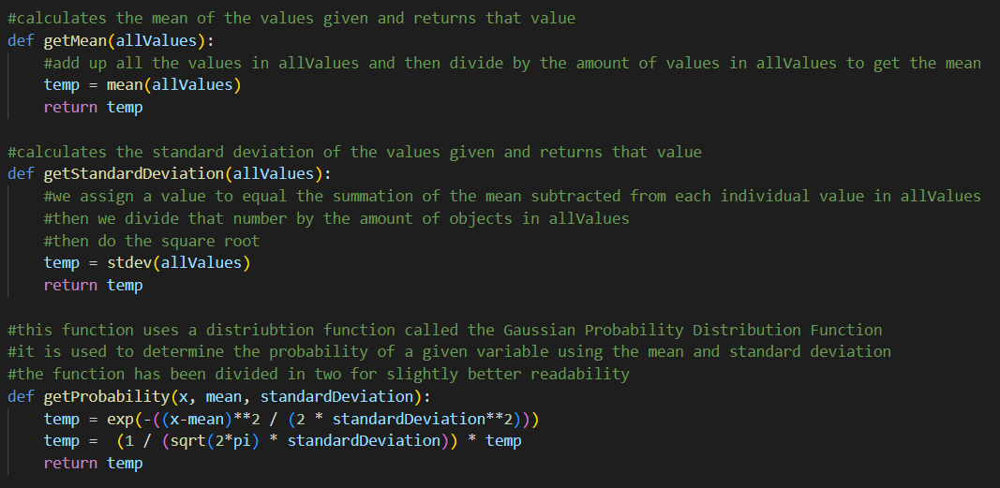 #calculates the mean of the values given and returns that value
def getMean(allValues):
    #add up all the values in allValues and then divide by the amount of values in allValues to get the mean
    temp = mean(allValues)
    return temp

#calculates the standard deviation of the values given and returns that value
def getStandardDeviation(allValues):
    #we assign a value to equal the summation of the mean subtracted from each individual value in allValues
    #then we divide that number by the amount of objects in allValues
    #then do the square root
    temp = stdev(allValues)
    return temp

#this function uses a distriubtion function called the Gaussian Probability Distribution Function
#it is used to determine the probability of a given variable using the mean and standard deviation
#the function has been divided in two for slightly better readability
def getProbability(x, mean, standardDeviation):
    temp = exp(-((x-mean)**2 / (2 * standardDeviation**2)))
    temp =  (1 / (sqrt(2*pi) * standardDeviation)) * temp
    return temp